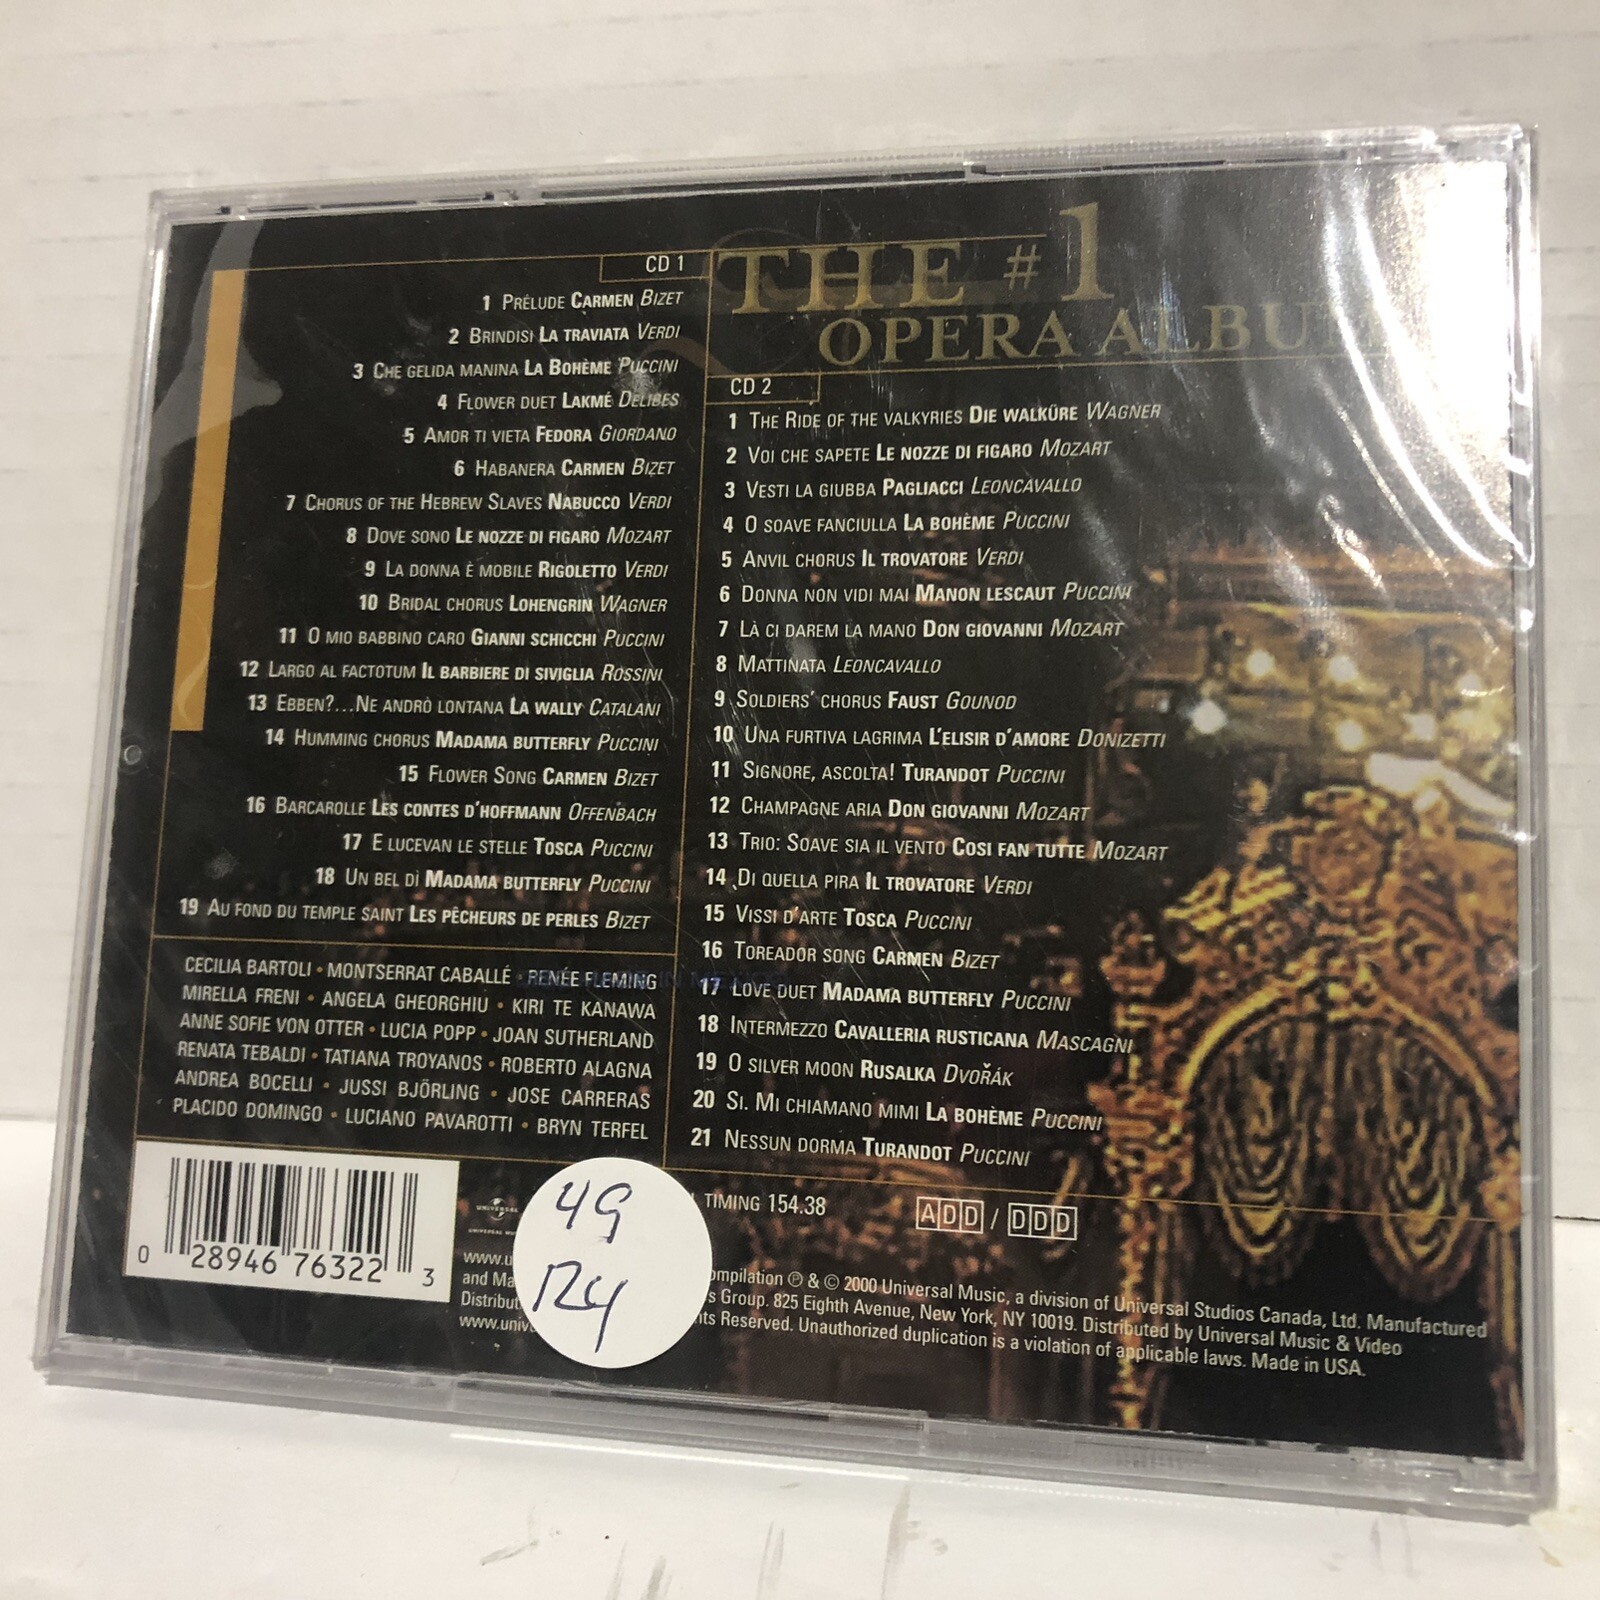 CD 1
1 PRÉLUDE CARMEN BIZET
2 BRINDISI LA TRAVIATA VERDI
3 CHE GELIDA MANINA LA BOHÈME PUCCINI
4 FLOWER DUET LAKMÉ DELIBES
5 AMOR TI VIETA FEDORA GIORDANO
6 HABANERA CARMEN BIZET
7 CHORUS OF THE HEBREW SLAVES NABUCCO VERDI
8 DOVE SONO LE NOZZE DI FIGARO MOZART
9 LA DONNA È MOBILE RIGOLETTO VERDI
10 BRIDAL CHORUS LOHENGRIN WAGNER
11 O MIO BABBINO CARO GIANNI SCHICCHI PUCCINI
12 LARGO AL FACTOTUM IL BARBIERE DI SIVIGLIA ROSSINI
13 EBBEN?...NE ANDRÒ LONTANA LA WALLY CATALANI
14 HUMMING CHORUS MADAMA BUTTERFLY PUCCINI
15 FLOWER SONG CARMEN BIZET
16 BARCAROLLE LES CONTES D'HOFFMANN OFFENBACH
17 E LUCEVAN LE STELLE TOSCA PUCCINI
18 UN BEL DÌ MADAMA BUTTERFLY PUCCINI
19 AU FOND DU TEMPLE SAINT LES PÊCHEURS DE PERLES BIZET
CECILIA BARTOLI • MONTSERRAT CABALLÉ • RENÉE FLEMING
MIRELLA FRENI • ANGELA GHEORGHIU • KIRI TE KANAWA
ANNE SOFIE VON OTTER • LUCIA POPP • JOAN SUTHERLAND
RENATA TEBALDI • TATIANA TROYANOS • ROBERTO ALAGNA
ANDREA BOCELLI • JUSSI BJÖRLING • JOSE CARRERAS
PLACIDO DOMINGO • LUCIANO PAVAROTTI • BRYN TERFEL
THE #1
OPERA ALBUM
CD 2
1 THE RIDE OF THE VALKYRIES DIE WALKÜRE WAGNER
2 VOI CHE SAPETE LE NOZZE DI FIGARO MOZART
3 VESTI LA GIUBBA PAGLIACCI LEONCAVALLO
4 O SOAVE FANCIULLA LA BOHÈME PUCCINI
5 ANVIL CHORUS IL TROVATORE VERDI
6 DONNA NON VIDI MAI MANON LESCAUT PUCCINI
7 LÀ CI DAREM LA MANO DON GIOVANNI MOZART
8 MATTINATA LEONCAVALLO
9 SOLDIERS' CHORUS FAUST GOUNOD
10 UNA FURTIVA LAGRIMA L'ELISIR D'AMORE DONIZETTI
11 SIGNORE, ASCOLTA! TURANDOT PUCCINI
12 CHAMPAGNE ARIA DON GIOVANNI MOZART
13 TRIO: SOAVE SIA IL VENTO COSI FAN TUTTE MOZART
14 DI QUELLA PIRA IL TROVATORE VERDI
15 VISSI D'ARTE TOSCA PUCCINI
16 TOREADOR SONG CARMEN BIZET
17 LOVE DUET MADAMA BUTTERFLY PUCCINI
18 INTERMEZZO CAVALLERIA RUSTICANA MASCAGNI
19 O SILVER MOON RUSALKA DVOŘÁK
20 SI. MI CHIAMANO MIMI LA BOHÈME PUCCINI
21 NESSUN DORMA TURANDOT PUCCINI
0 28946 76322 3
UNIVERSAL
49
TIMING 154.38
ADD / DDD
www.u ompilation ℗ & © 2000 Universal Music, a division of Universal Studios Canada, Ltd. Manufactured
and Ma s Group. 825 Eighth Avenue, New York, NY 10019. Distributed by Universal Music & Video
Distribut hts Reserved. Unauthorized duplication is a violation of applicable laws. Made in USA.
www.unive